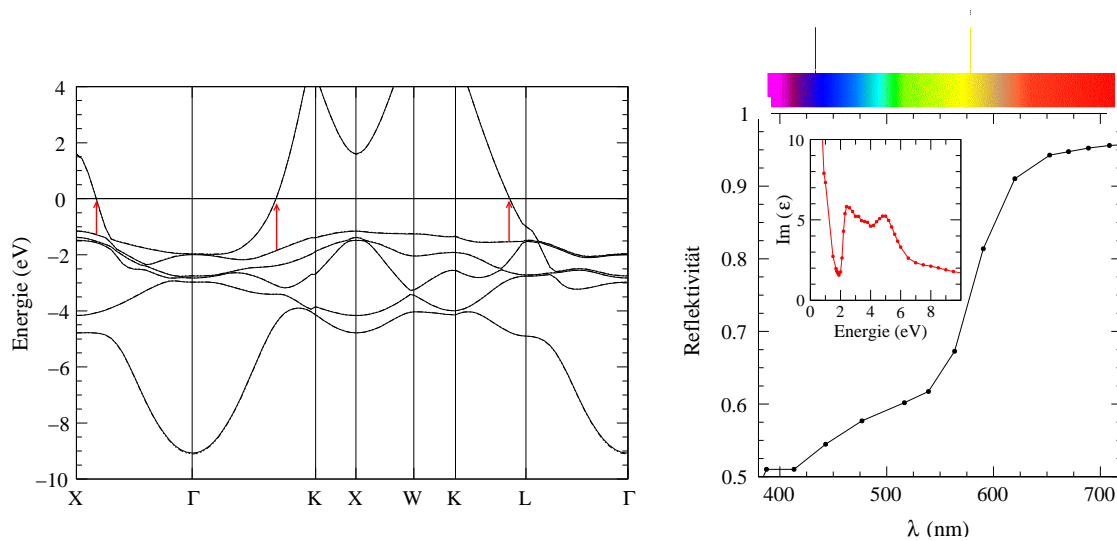 4
2
0
−2
−4
−6
−8
−10
Energie (eV)
X Γ K X W K L Γ
1
0.9
0.8
0.7
0.6
0.5
Reflektivität
400 500 600 700
λ (nm)
10
5
0
Im (ε)
0 2 4 6 8
Energie (eV)